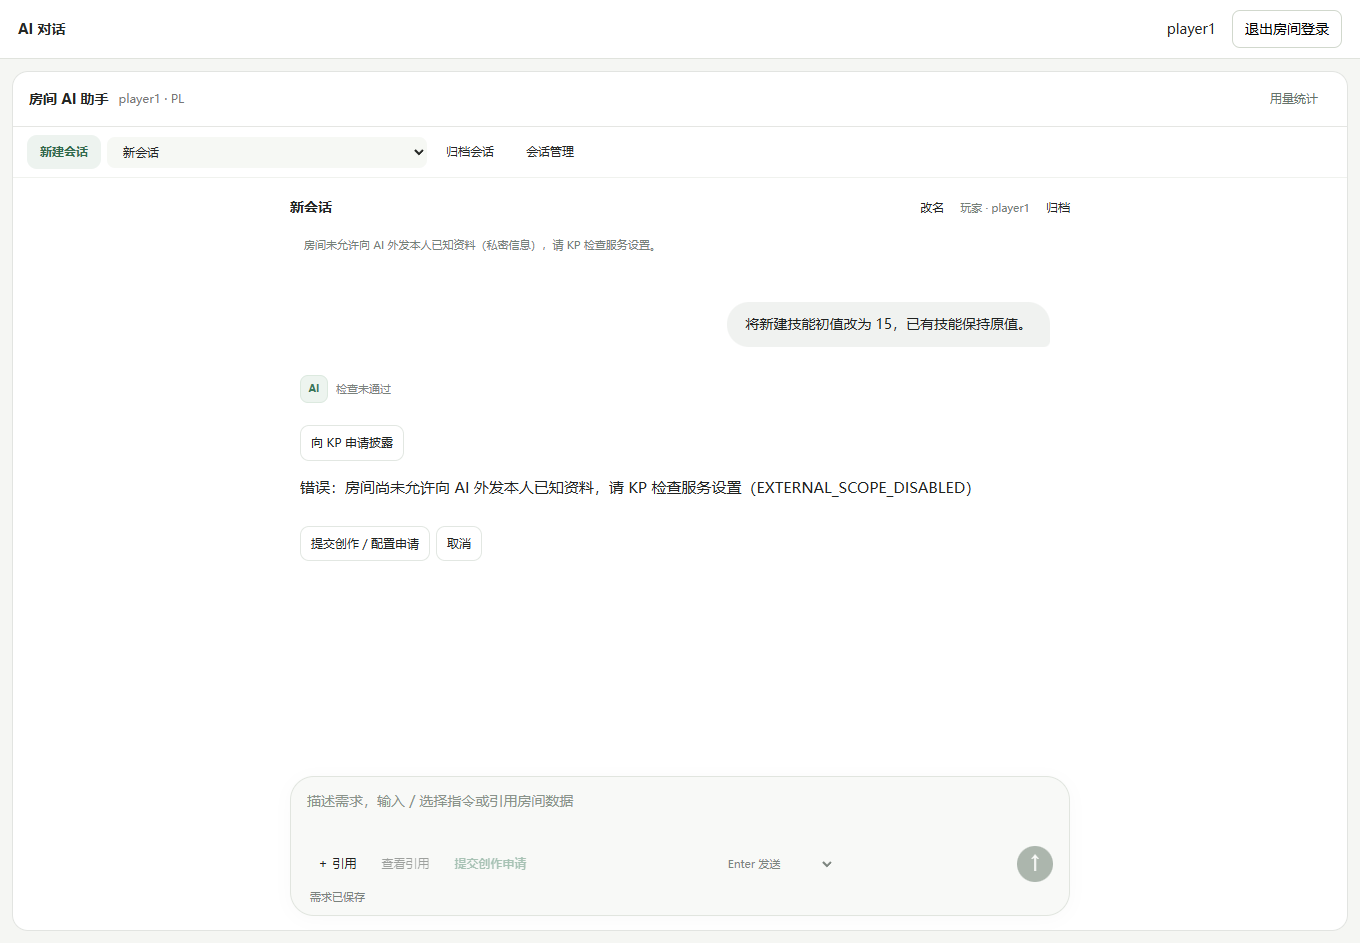 AI 对话
player1
退出房间登录
房间 AI 助手 player1 · PL
用量统计
新建会话
新会话
归档会话
会话管理
新会话
改名
玩家 · player1
归档
房间未允许向 AI 外发本人已知资料（私密信息），请 KP 检查服务设置。
将新建技能初值改为 15，已有技能保持原值。
AI 检查未通过
向 KP 申请披露
错误：房间尚未允许向 AI 外发本人已知资料，请 KP 检查服务设置（EXTERNAL_SCOPE_DISABLED）
提交创作 / 配置申请
取消
描述需求，输入 / 选择指令或引用房间数据
+ 引用
查看引用
提交创作申请
Enter 发送
↑
需求已保存